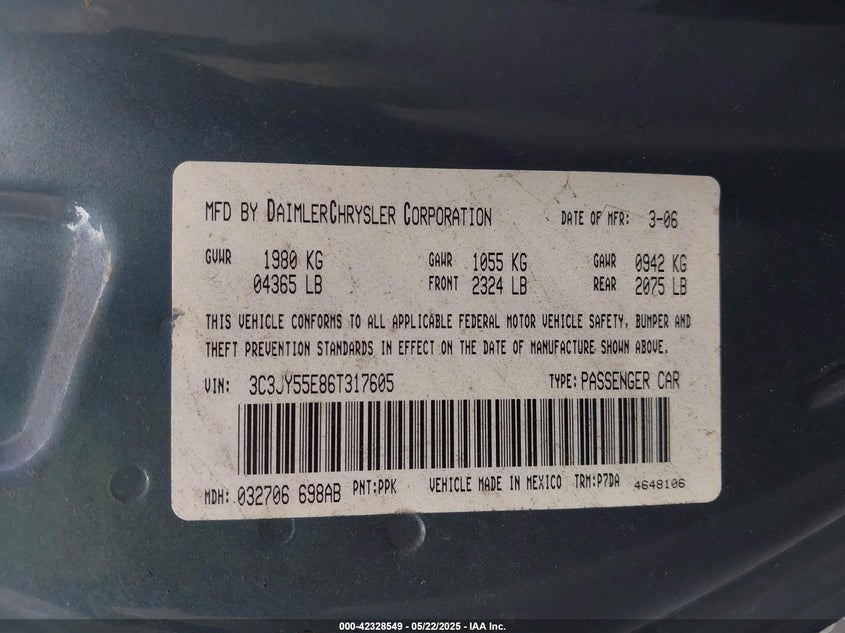 MFD BY DAIMLERCHRYSLER CORPORATION DATE OF MFR: 3-06
GVWR 1980 KG GAWR 1055 KG GAWR 0942 KG
04365 LB FRONT 2324 LB REAR 2075 LB
THIS VEHICLE CONFORMS TO ALL APPLICABLE FEDERAL MOTOR VEHICLE SAFETY, BUMPER AND
THEFT PREVENTION STANDARDS IN EFFECT ON THE DATE OF MANUFACTURE SHOWN ABOVE.
VIN: 3C3JY55E86T317605 TYPE: PASSENGER CAR
MDH: 032706 698AB PNT:PPK VEHICLE MADE IN MEXICO TRM:P7DA 4648106
000-42328549 - 05/22/2025 - IAA Inc.